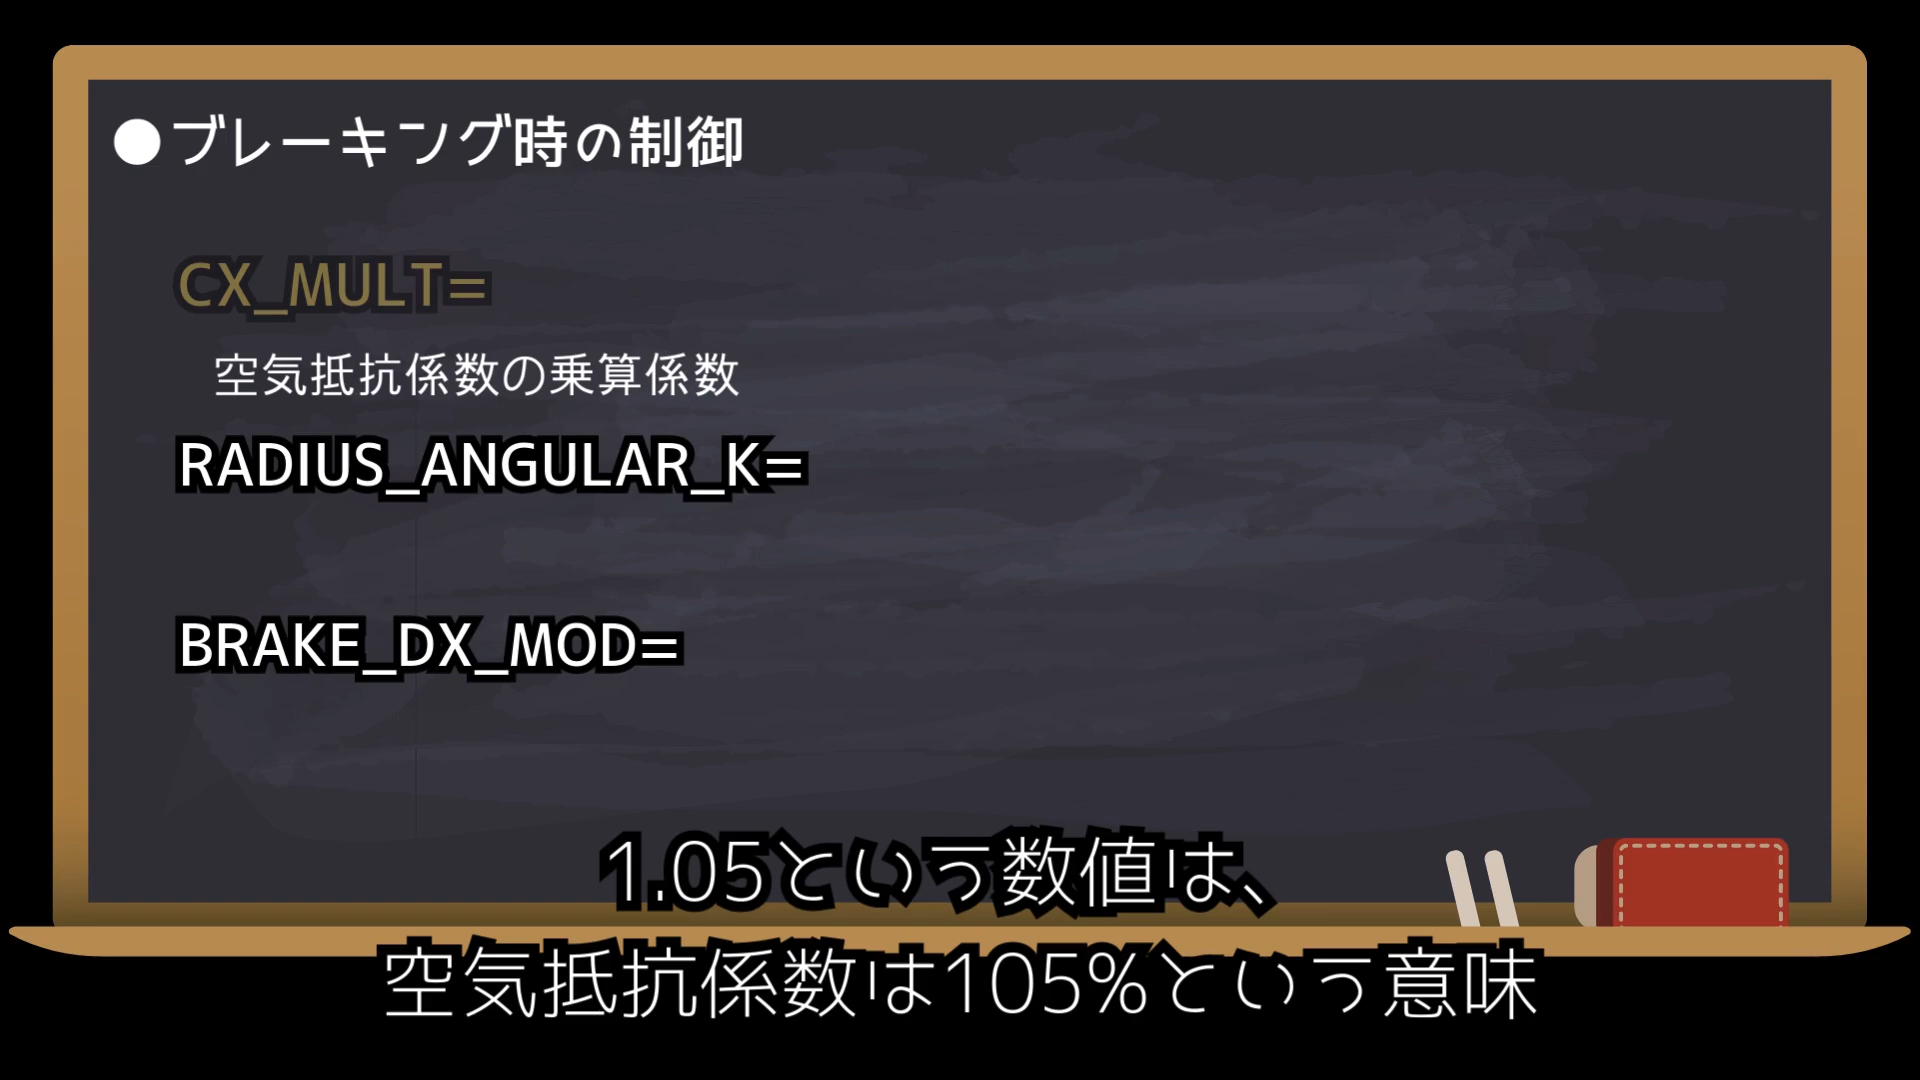 ●ブレーキング時の制御
CX_MULT=
空気抵抗係数の乗算係数
RADIUS_ANGULAR_K=
BRAKE_DX_MOD=
1.05という数値は、
空気抵抗係数は105%という意味